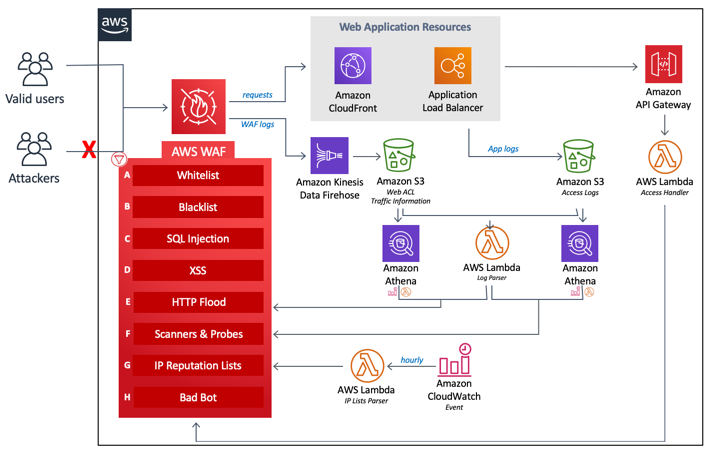 aws
Web Application Resources
Valid users
Attackers
X
requests
WAF logs
Amazon
CloudFront
Application
Load Balancer
Amazon
API Gateway
App logs
AWS WAF
Amazon Kinesis
Data Firehose
Amazon S3
Web ACL
Traffic Information
Amazon S3
Access Logs
AWS Lambda
Access Handler
A Whitelist
B Blacklist
C SQL Injection
D XSS
E HTTP Flood
F Scanners & Probes
G IP Reputation Lists
H Bad Bot
Amazon
Athena
AWS Lambda
Log Parser
Amazon
Athena
AWS Lambda
IP Lists Parser
hourly
Amazon
CloudWatch
Event